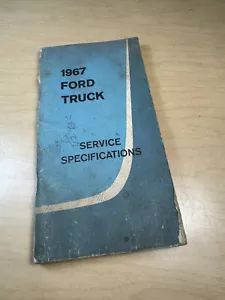 1967
FORD
TRUCK
SERVICE
SPECIFICATIONS